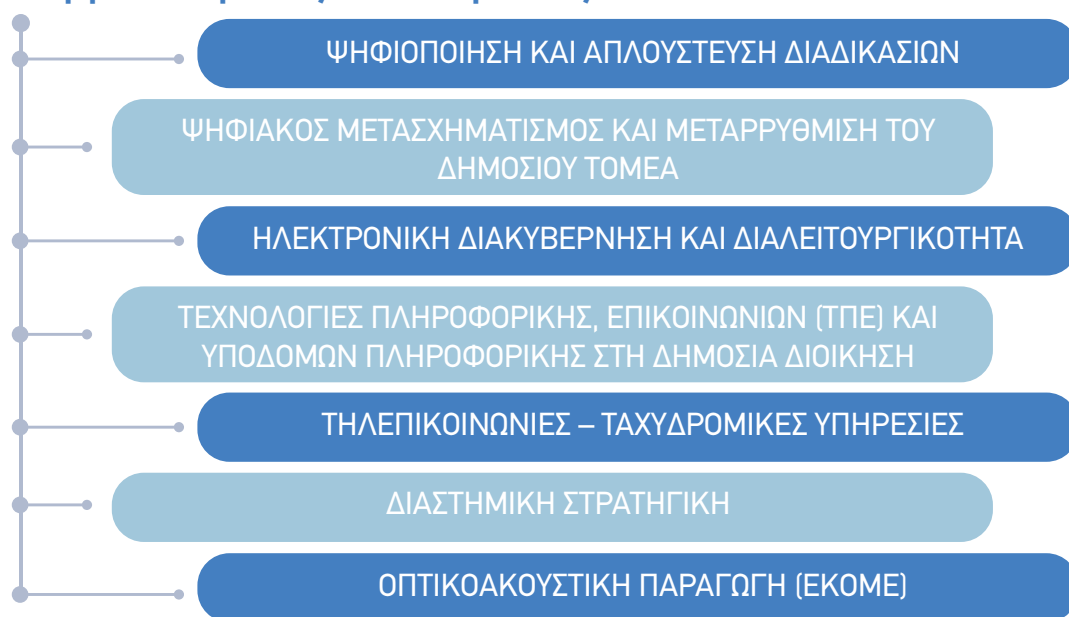 ΨΗΦΙΟΠΟΙΗΣΗ ΚΑΙ ΑΠΛΟΥΣΤΕΥΣΗ ΔΙΑΔΙΚΑΣΙΩΝ
ΨΗΦΙΑΚΟΣ ΜΕΤΑΣΧΗΜΑΤΙΣΜΟΣ ΚΑΙ ΜΕΤΑΡΡΥΘΜΙΣΗ ΤΟΥ
ΔΗΜΟΣΙΟΥ ΤΟΜΕΑ
ΗΛΕΚΤΡΟΝΙΚΗ ΔΙΑΚΥΒΕΡΝΗΣΗ ΚΑΙ ΔΙΑΛΕΙΤΟΥΡΓΙΚΟΤΗΤΑ
ΤΕΧΝΟΛΟΓΙΕΣ ΠΛΗΡΟΦΟΡΙΚΗΣ, ΕΠΙΚΟΙΝΩΝΙΩΝ (ΤΠΕ) ΚΑΙ
ΥΠΟΔΟΜΩΝ ΠΛΗΡΟΦΟΡΙΚΗΣ ΣΤΗ ΔΗΜΟΣΙΑ ΔΙΟΙΚΗΣΗ
ΤΗΛΕΠΙΚΟΙΝΩΝΙΕΣ – ΤΑΧΥΔΡΟΜΙΚΕΣ ΥΠΗΡΕΣΙΕΣ
ΔΙΑΣΤΗΜΙΚΗ ΣΤΡΑΤΗΓΙΚΗ
ΟΠΤΙΚΟΑΚΟΥΣΤΙΚΗ ΠΑΡΑΓΩΓΗ (ΕΚΟΜΕ)